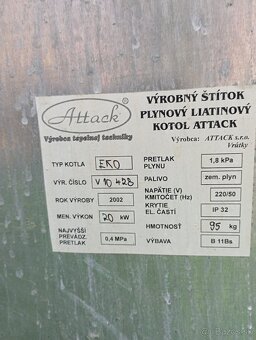 Attack®
Výrobca tepelnej techniky
VÝROBNÝ ŠTÍTOK
PLYNOVÝ LIATINOVÝ
KOTOL ATTACK
Výrobca: ATTACK s.r.o.
Vrútky
TYP KOTLA EKO
VÝR. ČÍSLO V 10 428
ROK VÝROBY 2002
MEN. VÝKON 20 kW
NAJVYŠŠÍ
PREVÁDZ. 0,4 MPa
PRETLAK
PRETLAK 1,8 kPa
PLYNU
PALIVO zem. plyn
NAPÄTIE (V) 220/50
KMITOČET (Hz)
KRYTIE IP 32
EL. ČASTÍ
HMOTNOSŤ 95 kg
VÝBAVA B 11Bs